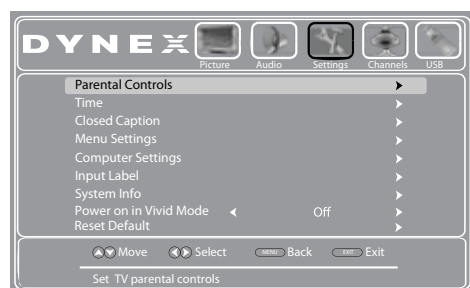 DYNEX
Picture Audio Settings Channels USB
Parental Controls
Time
Closed Caption
Menu Settings
Computer Settings
Input Label
System Info
Power on in Vivid Mode Off
Reset Default
Move Select MENU Back EXIT Exit
Set TV parental controls